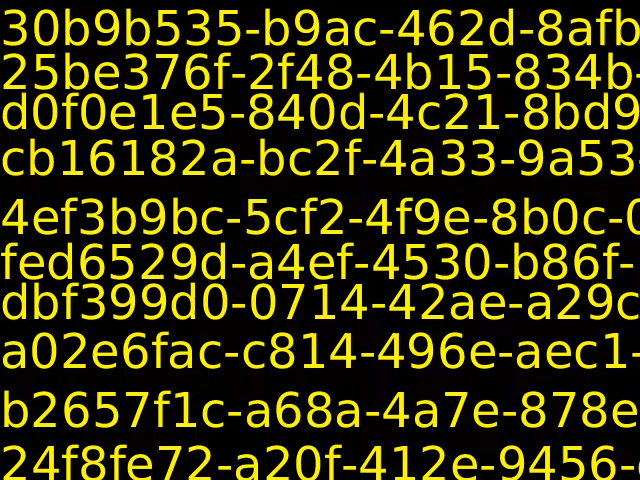 30b9b535-b9ac-462d-8afb
25be376f-2f48-4b15-834b-
d0f0e1e5-840d-4c21-8bd9
cb16182a-bc2f-4a33-9a53-
4ef3b9bc-5cf2-4f9e-8b0c-0
fed6529d-a4ef-4530-b86f-
dbf399d0-0714-42ae-a29c
a02e6fac-c814-496e-aec1-
b2657f1c-a68a-4a7e-878e
24f8fe72-a20f-412e-9456-